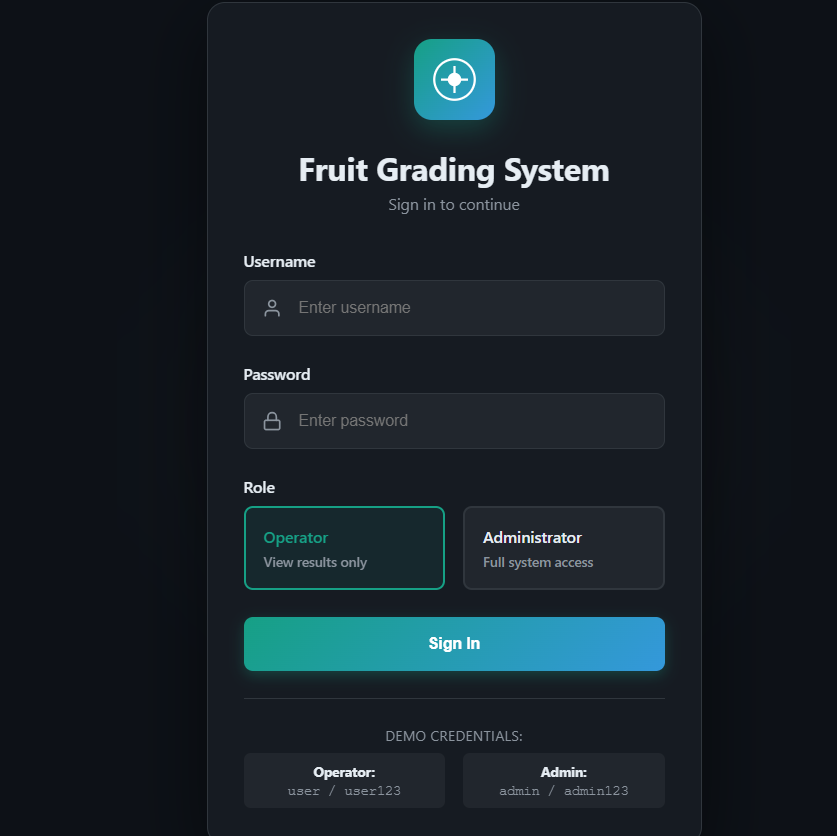 Fruit Grading System
Sign in to continue
Username
Enter username
Password
Enter password
Role
Operator
View results only
Administrator
Full system access
Sign In
DEMO CREDENTIALS:
Operator:
user / user123
Admin:
admin / admin123